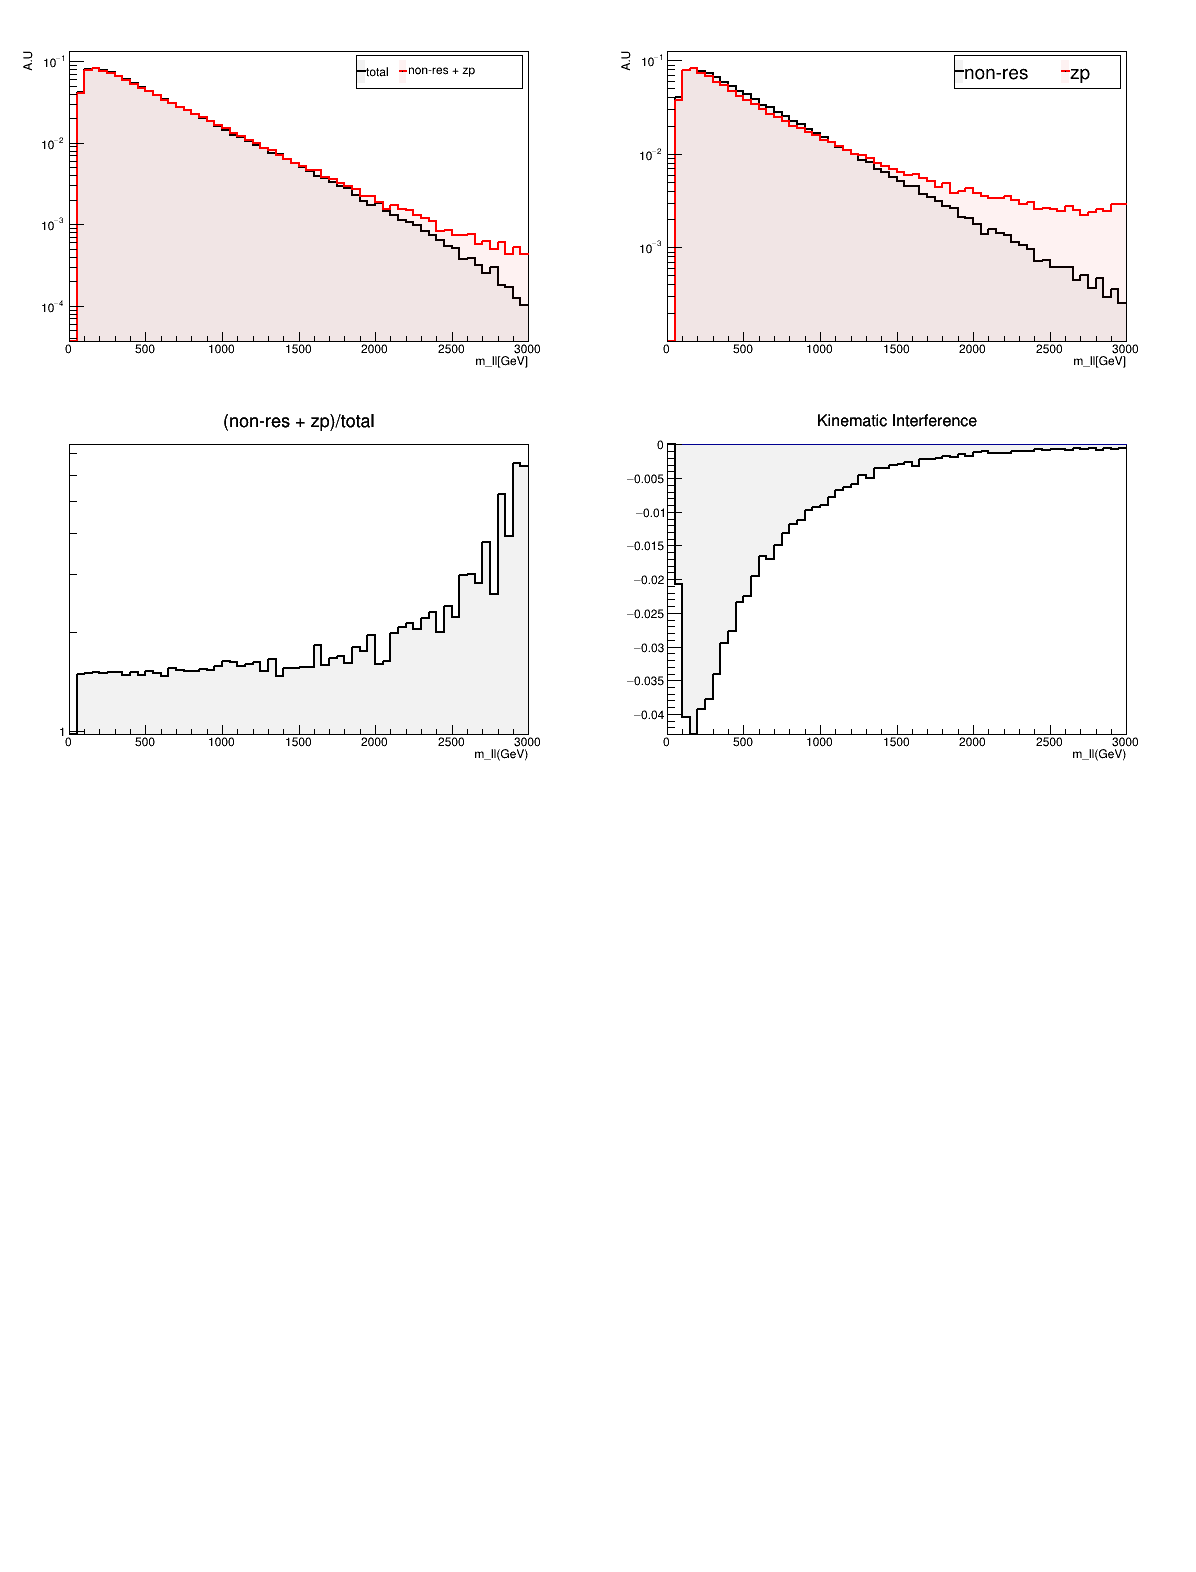 A.U
total non-res + zp
10⁻¹
10⁻²
10⁻³
10⁻⁴
0 500 1000 1500 2000 2500 3000
m_ll[GeV]
A.U
non-res zp
10⁻¹
10⁻²
10⁻³
0 500 1000 1500 2000 2500 3000
m_ll[GeV]
(non-res + zp)/total
1
0 500 1000 1500 2000 2500 3000
m_ll(GeV)
Kinematic Interference
0
−0.005
−0.01
−0.015
−0.02
−0.025
−0.03
−0.035
−0.04
0 500 1000 1500 2000 2500 3000
m_ll(GeV)